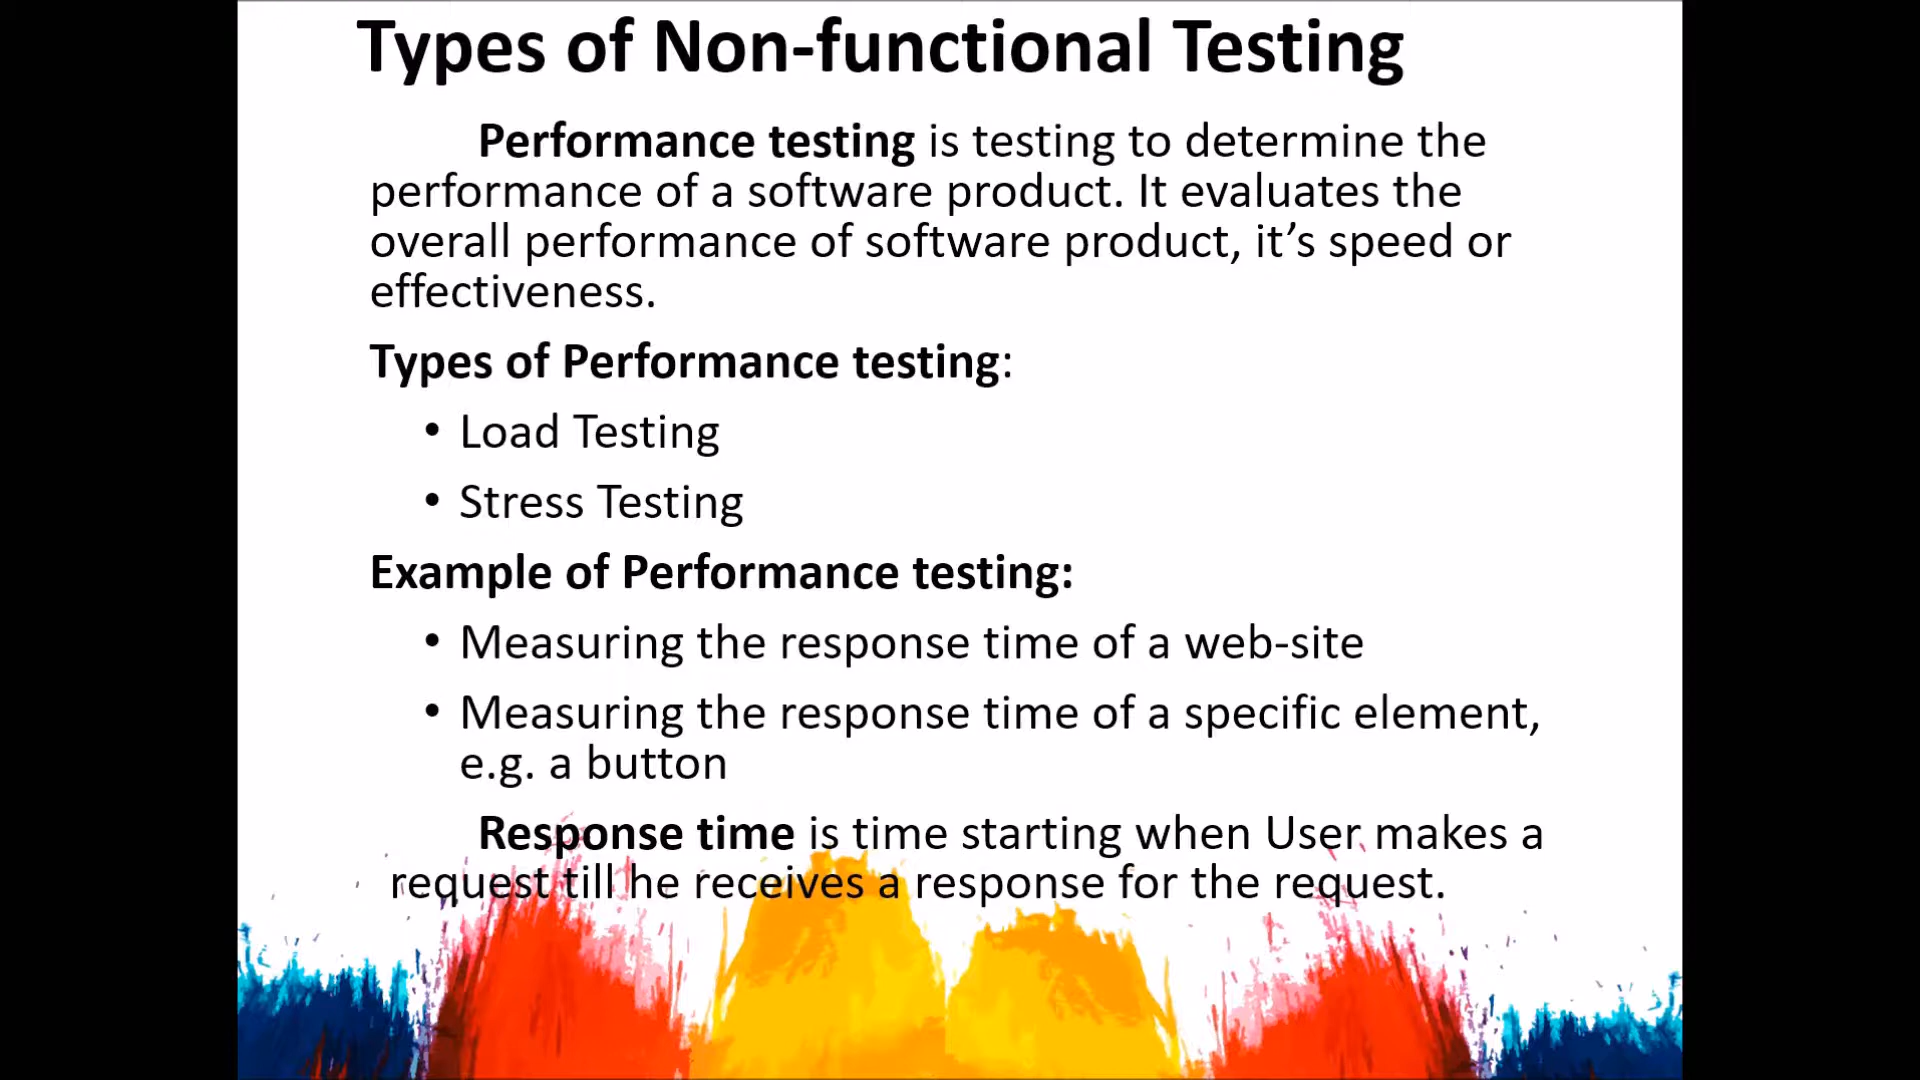 Types of Non-functional Testing
Performance testing is testing to determine the
performance of a software product. It evaluates the
overall performance of software product, it’s speed or
effectiveness.
Types of Performance testing:
• Load Testing
• Stress Testing
Example of Performance testing:
• Measuring the response time of a web-site
• Measuring the response time of a specific element,
e.g. a button
Response time is time starting when User makes a
request till he receives a response for the request.